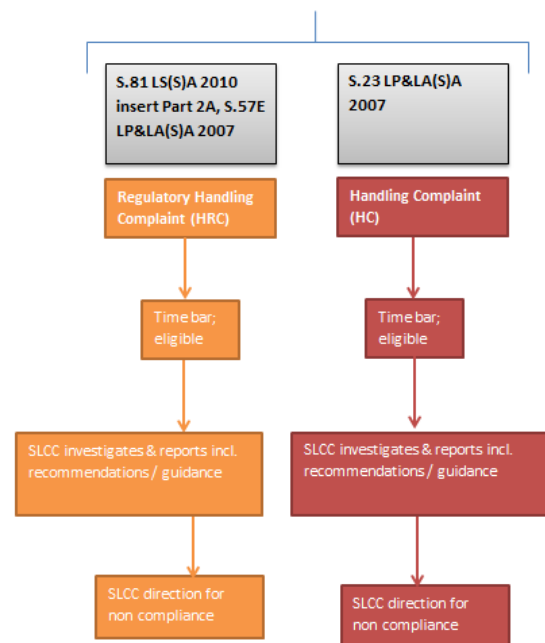 S.81 LS(S)A 2010
insert Part 2A, S.57E
LP&LA(S)A 2007
S.23 LP&LA(S)A
2007
Regulatory Handling
Complaint (HRC)
Handling Complaint
(HC)
Time bar;
eligible
Time bar;
eligible
SLCC investigates & reports incl.
recommendations / guidance
SLCC investigates & reports incl.
recommendations / guidance
SLCC direction for
non compliance
SLCC direction for
non compliance